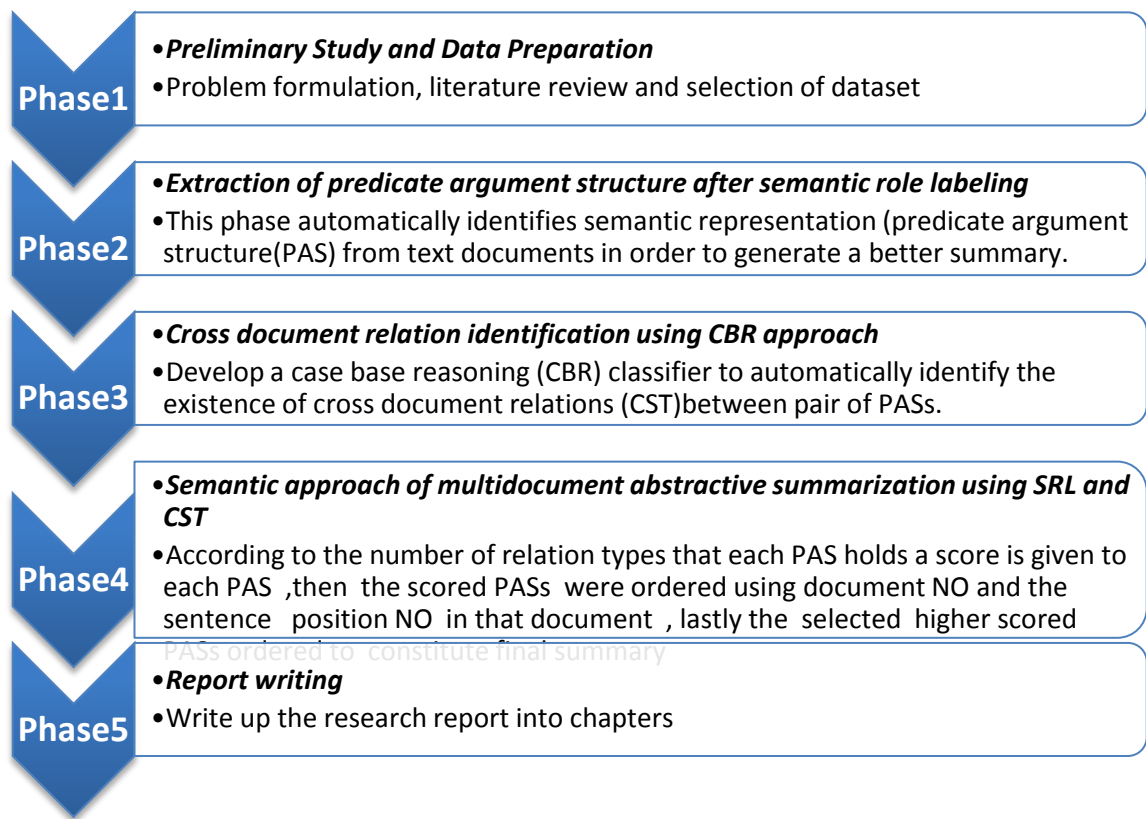 Phase1
•Preliminary Study and Data Preparation
•Problem formulation, literature review and selection of dataset
Phase2
•Extraction of predicate argument structure after semantic role labeling
•This phase automatically identifies semantic representation (predicate argument
structure(PAS) from text documents in order to generate a better summary.
Phase3
•Cross document relation identification using CBR approach
•Develop a case base reasoning (CBR) classifier to automatically identify the
existence of cross document relations (CST)between pair of PASs.
Phase4
•Semantic approach of multidocument abstractive summarization using SRL and
CST
•According to the number of relation types that each PAS holds a score is given to
each PAS ,then the scored PASs were ordered using document NO and the
sentence position NO in that document , lastly the selected higher scored
PASs ordered to constitute final
Phase5
•Report writing
•Write up the research report into chapters